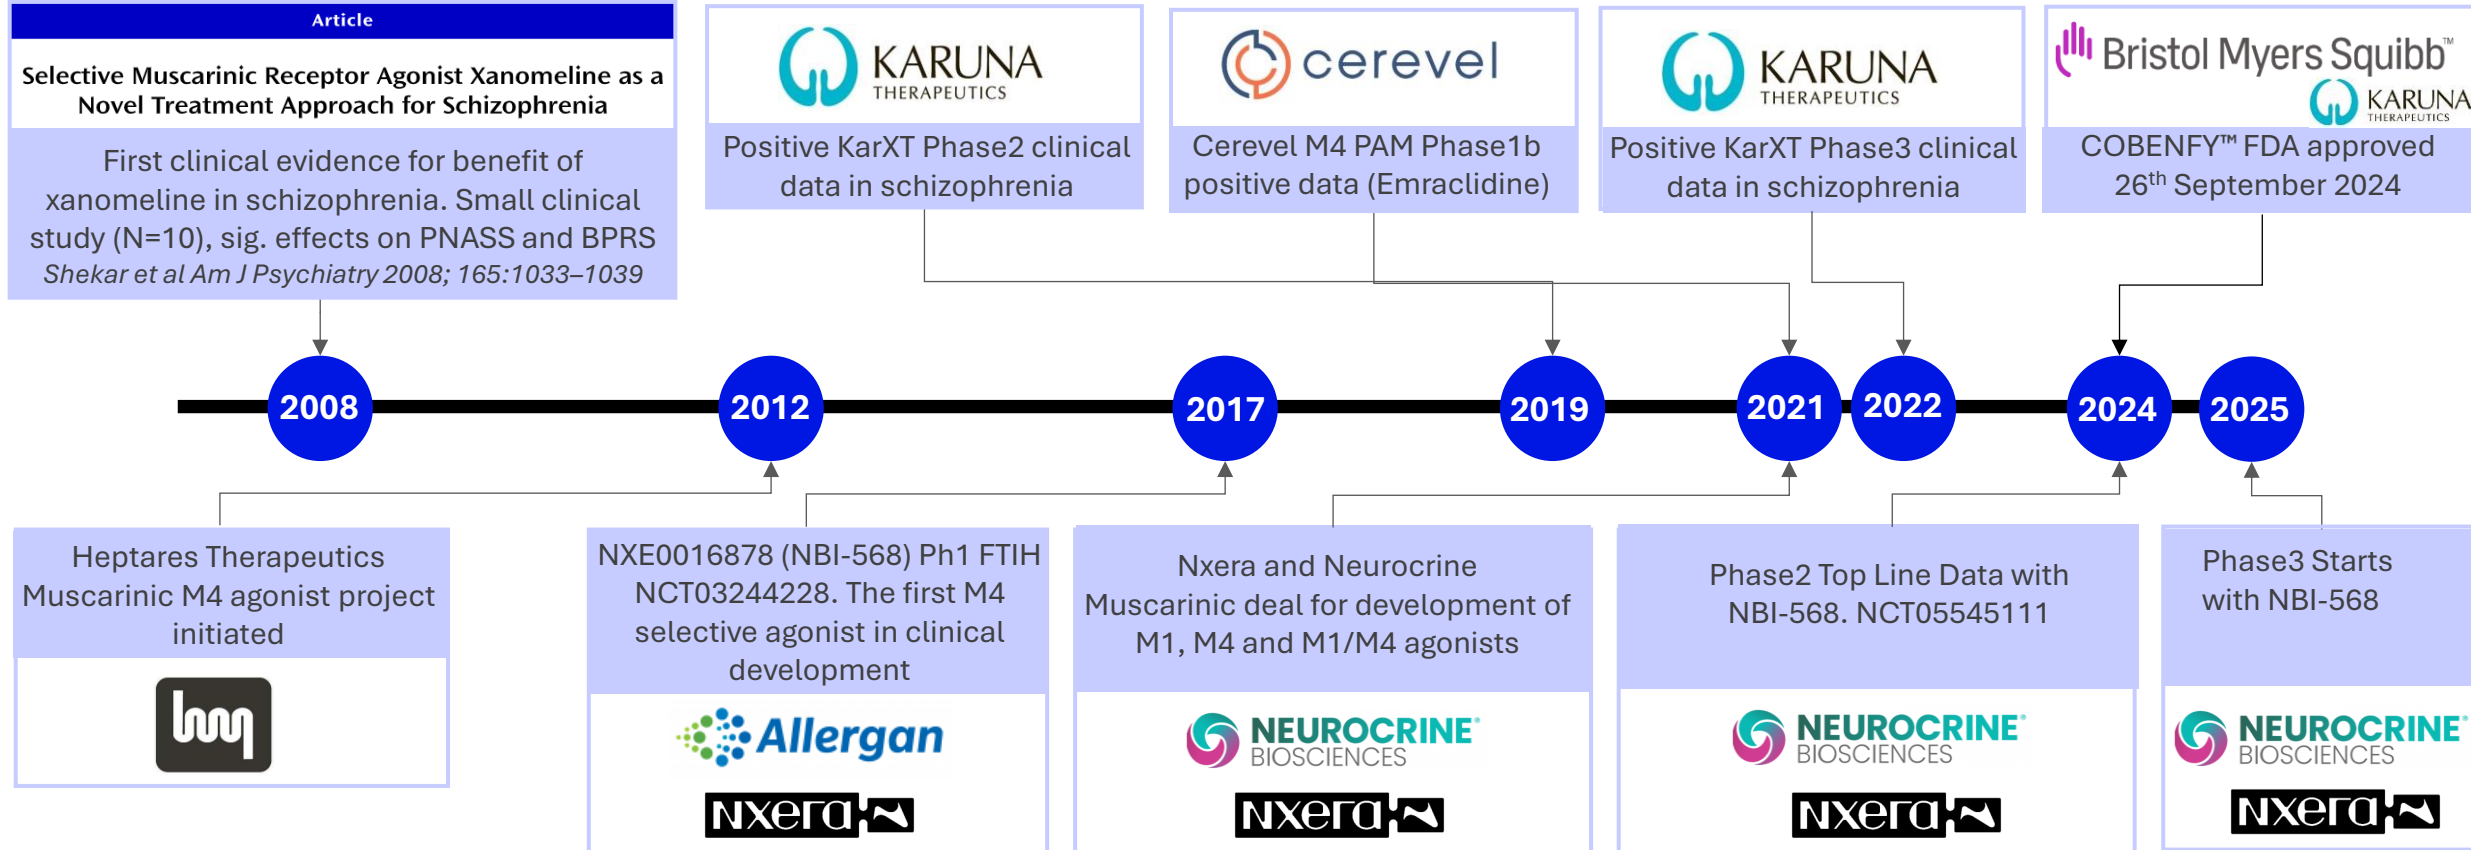 Article
Selective Muscarinic Receptor Agonist Xanomeline as a
Novel Treatment Approach for Schizophrenia
First clinical evidence for benefit of
xanomeline in schizophrenia. Small clinical
study (N=10), sig. effects on PNASS and BPRS
Shekar et al Am J Psychiatry 2008; 165:1033–1039
KARUNA
THERAPEUTICS
Positive KarXT Phase2 clinical
data in schizophrenia
cerevel
Cerevel M4 PAM Phase1b
positive data (Emraclidine)
KARUNA
THERAPEUTICS
Positive KarXT Phase3 clinical
data in schizophrenia
Bristol Myers Squibb™
KARUNA
THERAPEUTICS
COBENFY™ FDA approved
26th September 2024
2008
2012
2017
2019
2021
2022
2024
2025
Heptares Therapeutics
Muscarinic M4 agonist project
initiated
NXE0016878 (NBI-568) Ph1 FTIH
NCT03244228. The first M4
selective agonist in clinical
development
Allergan
Nxera
Nxera and Neurocrine
Muscarinic deal for development of
M1, M4 and M1/M4 agonists
NEUROCRINE®
BIOSCIENCES
Nxera
Phase2 Top Line Data with
NBI-568. NCT05545111
NEUROCRINE®
BIOSCIENCES
Nxera
Phase3 Starts
with NBI-568
NEUROCRINE®
BIOSCIENCES
Nxera